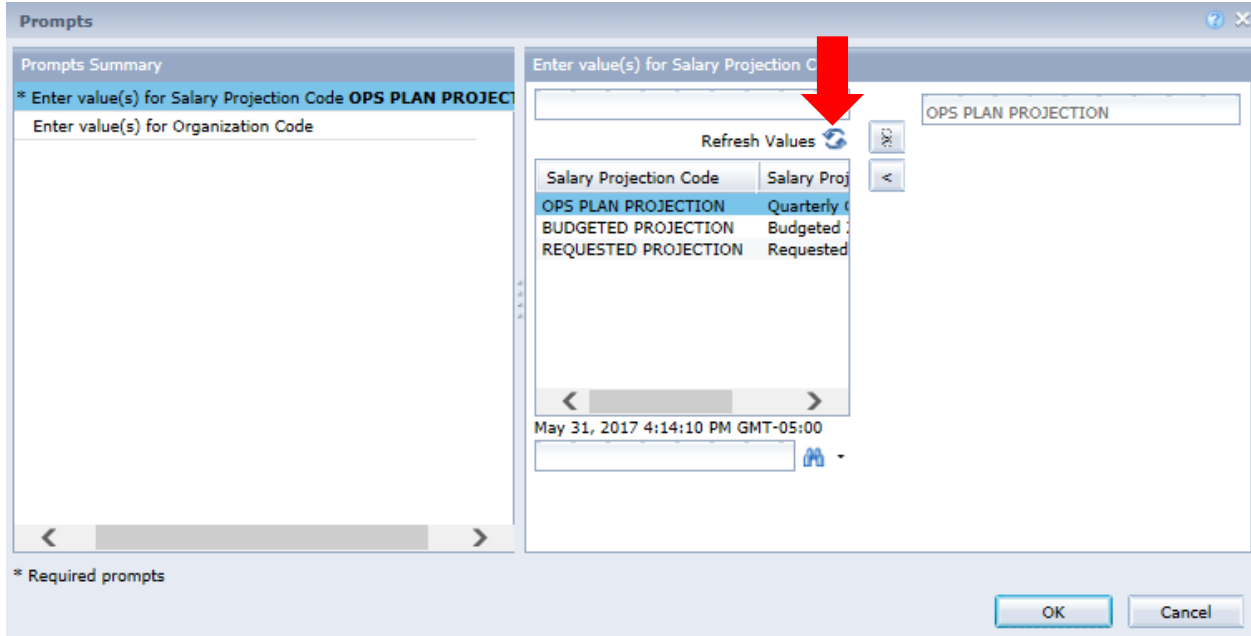 Prompts
Prompts Summary
* Enter value(s) for Salary Projection Code OPS PLAN PROJECT
Enter value(s) for Organization Code
Enter value(s) for Salary Projection C
Refresh Values
Salary Projection Code Salary Proj
OPS PLAN PROJECTION Quarterly
BUDGETED PROJECTION Budgeted
REQUESTED PROJECTION Requested
May 31, 2017 4:14:10 PM GMT-05:00
<
OPS PLAN PROJECTION
* Required prompts
OK Cancel